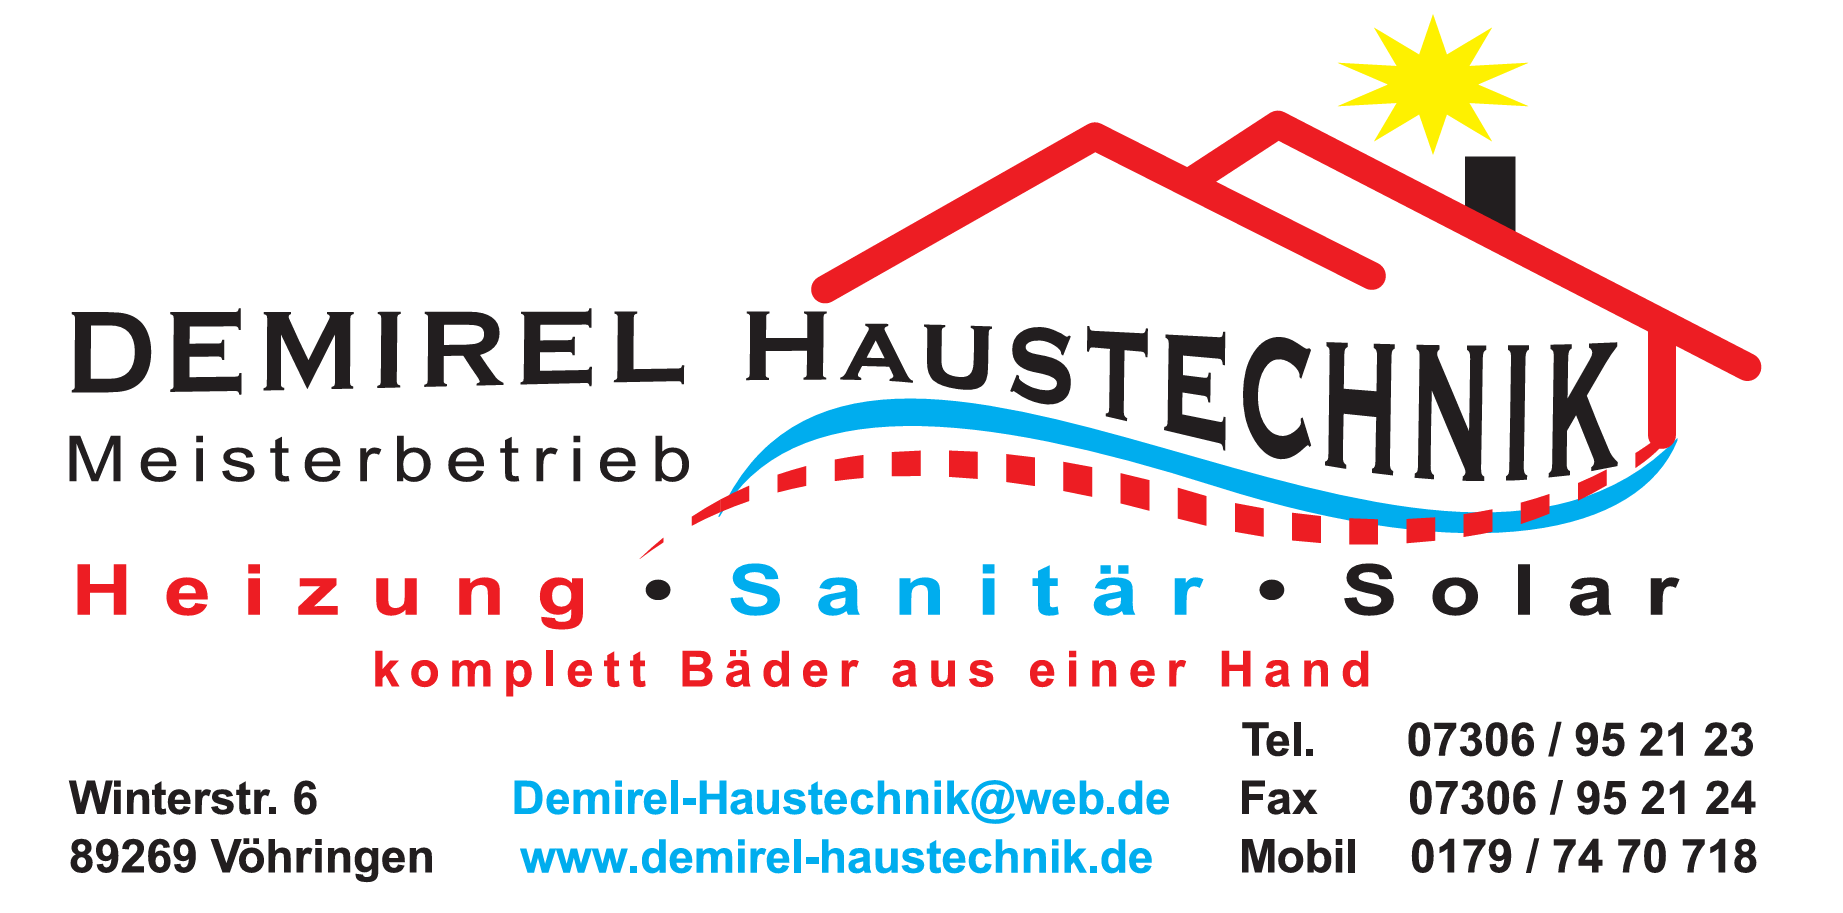 DEMIREL HAUSTECHNIK
Meisterbetrieb
Heizung • Sanitär • Solar
komplett Bäder aus einer Hand
Tel. 07306 / 95 21 23
Winterstr. 6 Demirel-Haustechnik@web.de Fax 07306 / 95 21 24
89269 Vöhringen www.demirel-haustechnik.de Mobil 0179 / 74 70 718